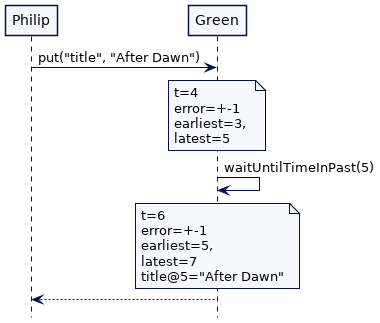 Philip
Green
put("title", "After Dawn")
t=4
error=+-1
earliest=3,
latest=5
waitUntilTimeInPast(5)
t=6
error=+-1
earliest=5,
latest=7
title@5="After Dawn"